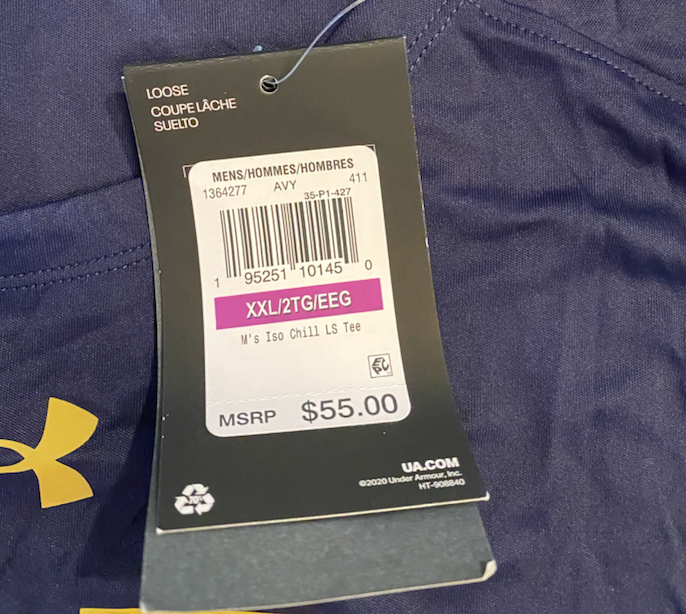 LOOSE
COUPE LÂCHE
SUELTO
MENS/HOMMES/HOMBRES
1364277 AVY 411
35-P1-427
1 95251 10145 0
XXL/2TG/EEG
M's Iso Chill LS Tee
EPC
MSRP $55.00
UA.COM
©2020 Under Armour, Inc.
HT-908840